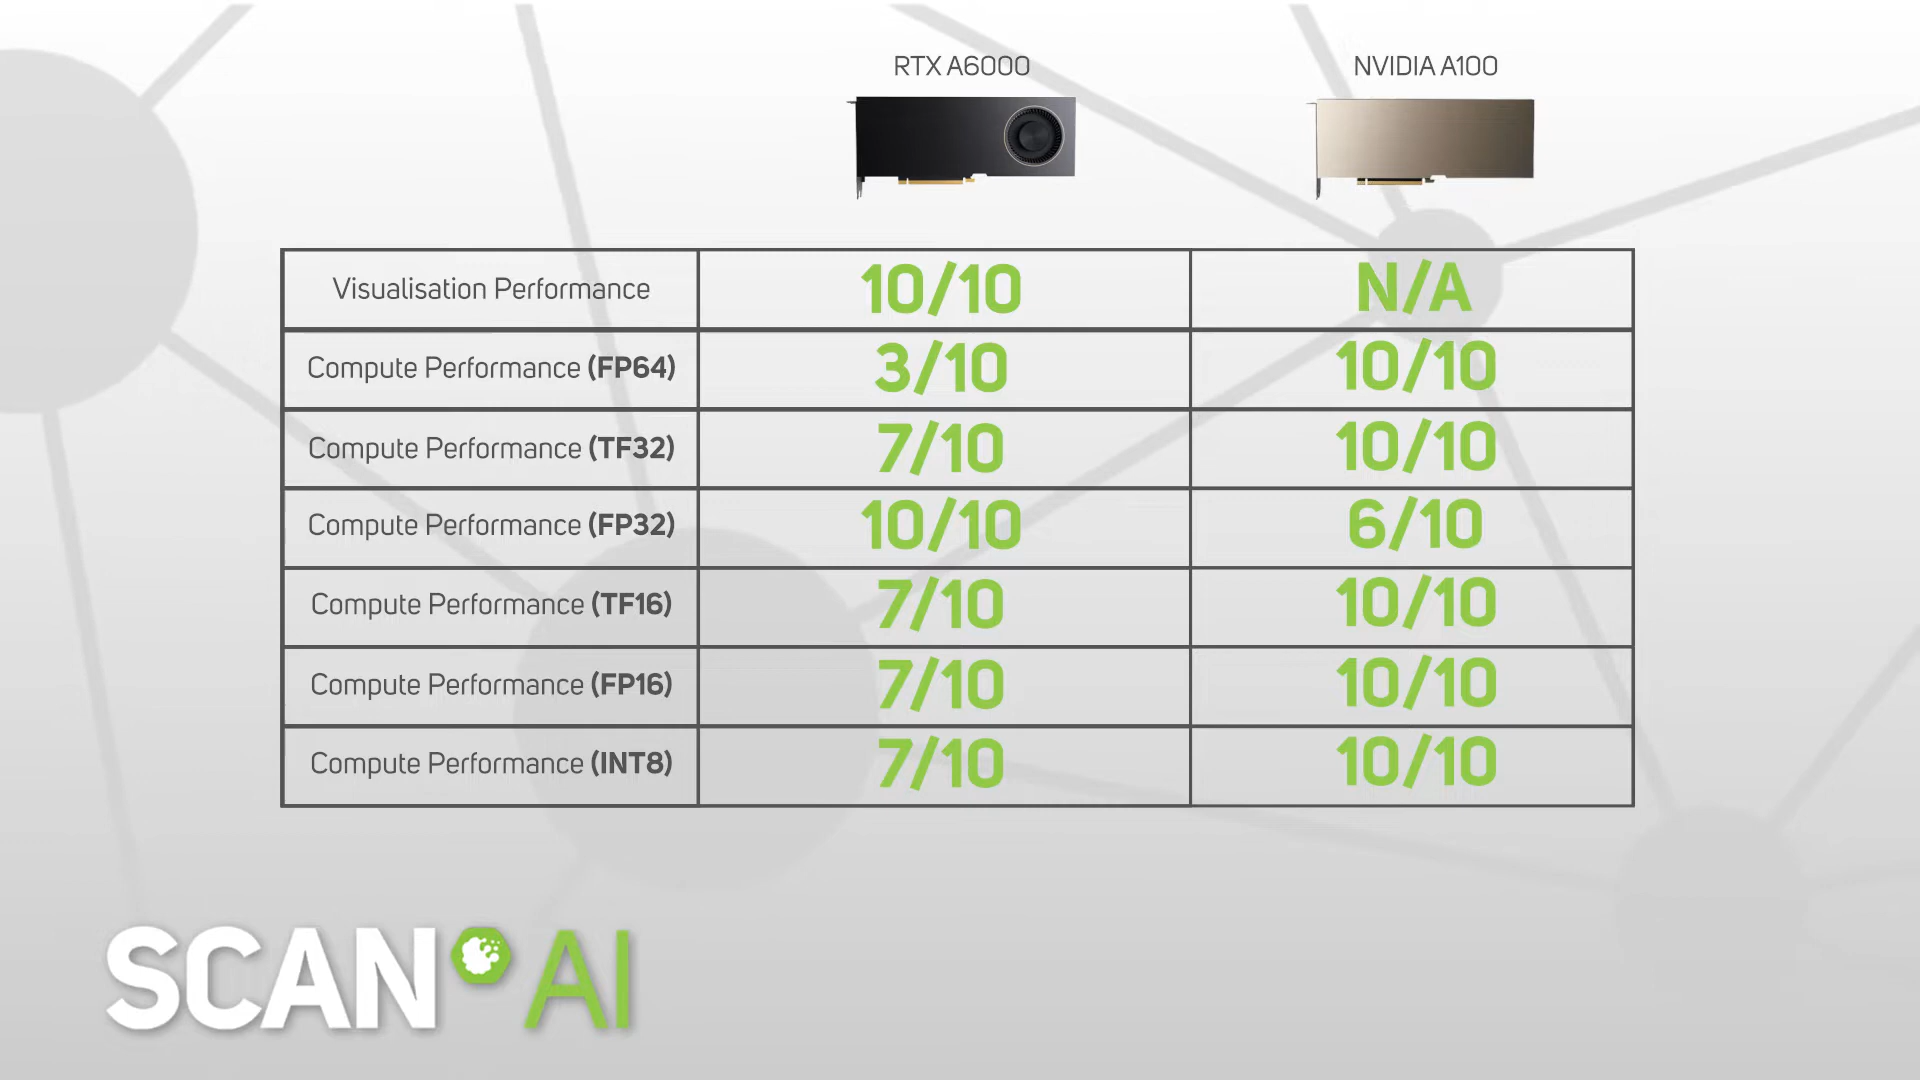 RTX A6000 NVIDIA A100
Visualisation Performance 10/10 N/A
Compute Performance (FP64) 3/10 10/10
Compute Performance (TF32) 7/10 10/10
Compute Performance (FP32) 10/10 6/10
Compute Performance (TF16) 7/10 10/10
Compute Performance (FP16) 7/10 10/10
Compute Performance (INT8) 7/10 10/10
SCAN AI